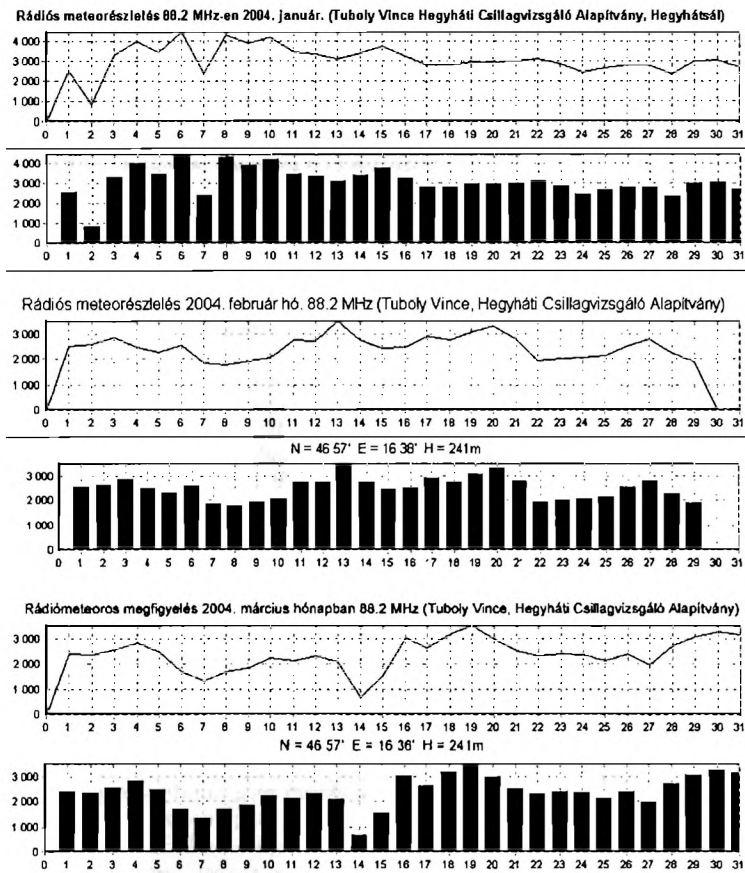 Rádiós meteorészlelés 88.2 MHz-en 2004. január. (Tuboly Vince Hegyháti Csillagvizsgáló Alapítvány, Hegyhátsál)
4 000
3 000
2 000
1 000
0
0 1 2 3 4 5 6 7 8 9 10 11 12 13 14 15 16 17 18 19 20 21 22 23 24 25 26 27 28 29 30 31
4 000
3 000
2 000
1 000
0
0 1 2 3 4 5 6 7 8 9 10 11 12 13 14 15 16 17 18 19 20 21 22 23 24 25 26 27 28 29 30 31
Rádiós meteorészlelés 2004. február hó. 88.2 MHz (Tuboly Vince, Hegyháti Csillagvizsgáló Alapítvány)
3 000
2 000
1 000
0
0 1 2 3 4 5 6 7 8 9 10 11 12 13 14 15 16 17 18 19 20 21 22 23 24 25 26 27 28 29 30 31
N = 46 57' E = 16 36' H = 241m
3 000
2 000
1 000
0
0 1 2 3 4 5 6 7 8 9 10 11 12 13 14 15 16 17 18 19 20 2' 22 23 24 25 26 27 28 29 30 31
Rádiómeteoros megfigyelés 2004. március hónapban 88.2 MHz (Tuboly Vince, Hegyháti Csillagvizsgáló Alapítvány)
3 000
2 000
1 000
0
0 1 2 3 4 5 6 7 8 9 10 11 12 13 14 15 16 17 18 19 20 21 22 23 24 25 26 27 28 29 30 31
N = 46 57' E = 16 36' H = 241m
3 000
2 000
1 000
0
0 1 2 3 4 5 6 7 8 9 10 11 12 13 14 15 16 17 18 19 20 21 22 23 24 25 26 27 28 29 30 31